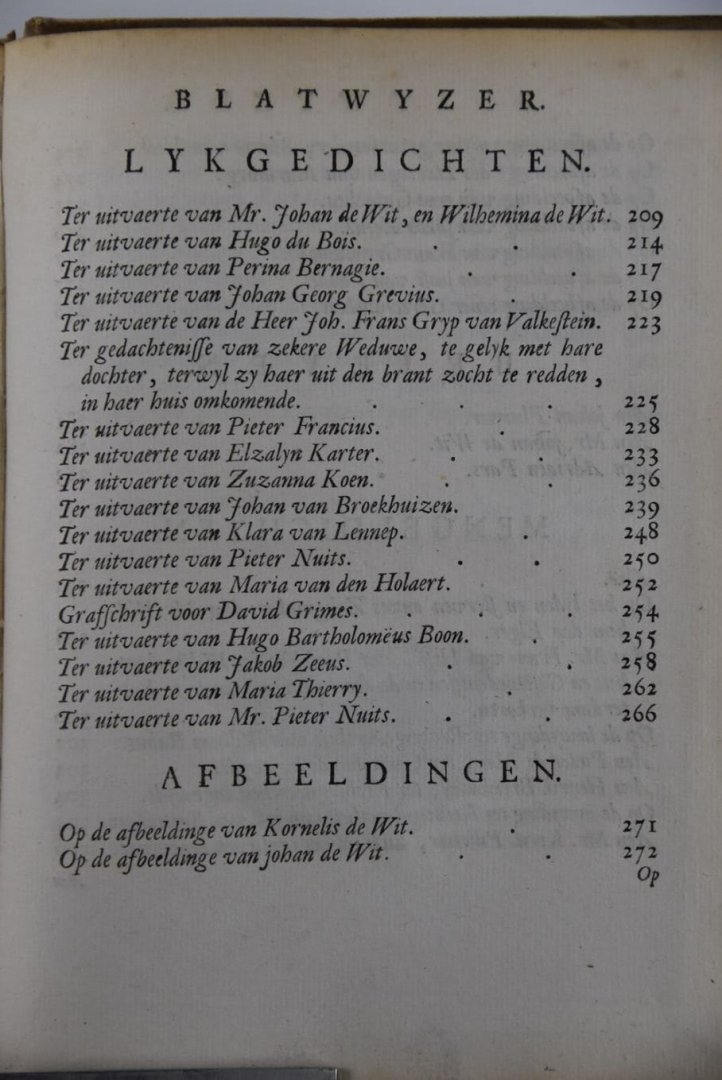 BLATWYZER.
LYKGEDICHTEN.
Ter uitvaerte van Mr. Johan de Wit, en Wilhemina de Wit. 209
Ter uitvaerte van Hugo du Bois. . . 214
Ter uitvaerte van Perina Bernagie. . . 217
Ter uitvaerte van Johan Georg Grevius. . 219
Ter uitvaerte van de Heer Joh. Frans Gryp van Valkeſtein. 223
Ter gedachteniſſe van zekere Weduwe, te gelyk met hare
dochter, terwyl zy haer uit den brant zocht te redden,
in haer huis omkomende. . . . 225
Ter uitvaerte van Pieter Francius. . 228
Ter uitvaerte van Elzalyn Karter. . . 233
Ter uitvaerte van Zuzanna Koen. . . 236
Ter uitvaerte van Johan van Broekhuizen. 239
Ter uitvaerte van Klara van Lennep. . 248
Ter uitvaerte van Pieter Nuits. . . 250
Ter uitvaerte van Maria van den Holaert. . 252
Graffchrift voor David Grimes. . . . 254
Ter uitvaerte van Hugo Bartholomëus Boon. . 255
Ter uitvaerte van Jakob Zeeus. . . 258
Ter uitvaerte van Maria Thierry. . 262
Ter uitvaerte van Mr. Pieter Nuits. . . 266
AFBEELDINGEN.
Op de afbeeldinge van Kornelis de Wit. . 271
Op de afbeeldinge van johan de Wit. . . 272
Op